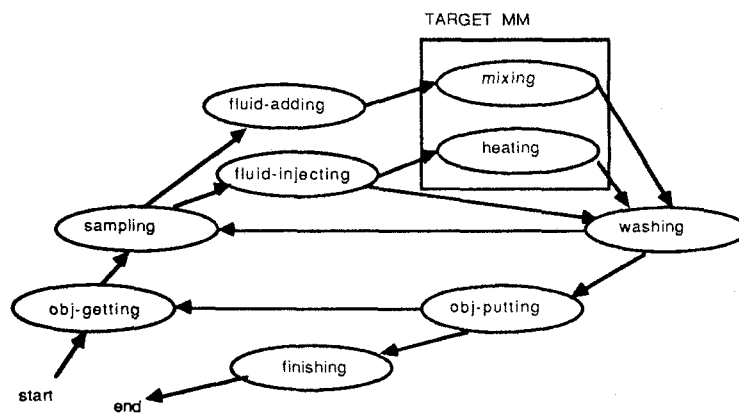 TARGET MM
mixing
fluid-adding
heating
fluid-injecting
sampling
washing
obj-getting
obj-putting
finishing
start
end